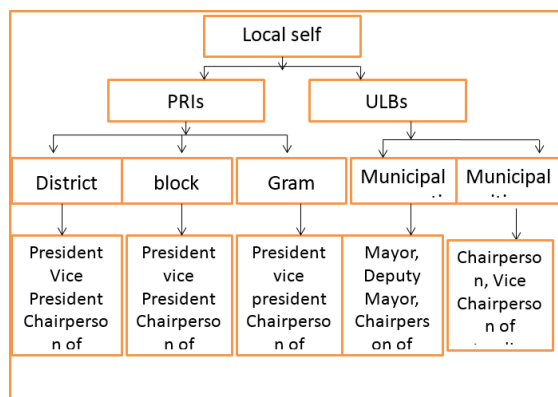 Local self
PRIs
ULBs
District
block
Gram
Municipal
Municipal
President
Vice
President
Chairperso
n of
President
vice
President
Chairperso
n of
President
vice
president
Chairperso
n of
Mayor,
Deputy
Mayor,
Chairpers
on of
Chairperso
n, Vice
Chairperso
n of